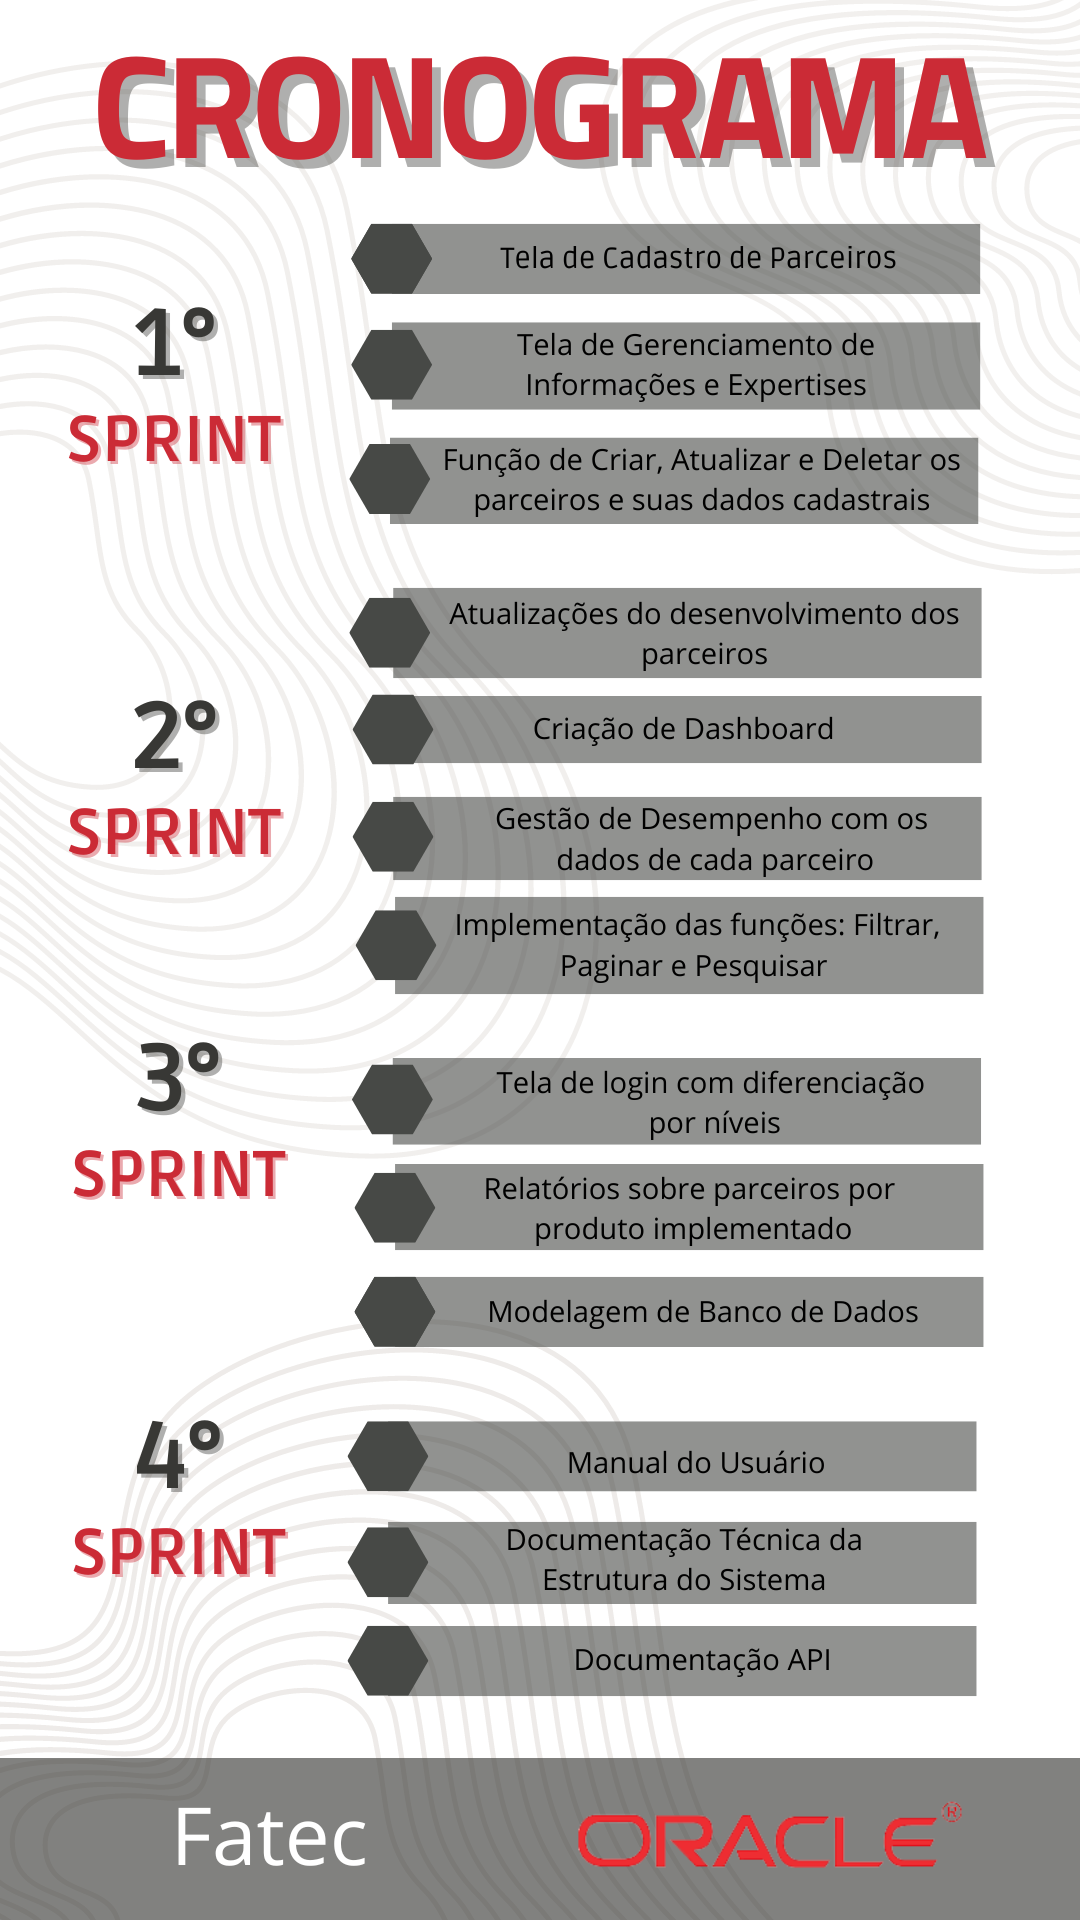 CRONOGRAMA
1°
SPRINT
Tela de Cadastro de Parceiros
Tela de Gerenciamento de
Informações e Expertises
Função de Criar, Atualizar e Deletar os
parceiros e suas dados cadastrais
2°
SPRINT
Atualizações do desenvolvimento dos
parceiros
Criação de Dashboard
Gestão de Desempenho com os
dados de cada parceiro
Implementação das funções: Filtrar,
Paginar e Pesquisar
3°
SPRINT
Tela de login com diferenciação
por níveis
Relatórios sobre parceiros por
produto implementado
Modelagem de Banco de Dados
4°
SPRINT
Manual do Usuário
Documentação Técnica da
Estrutura do Sistema
Documentação API
Fatec
ORACLE®